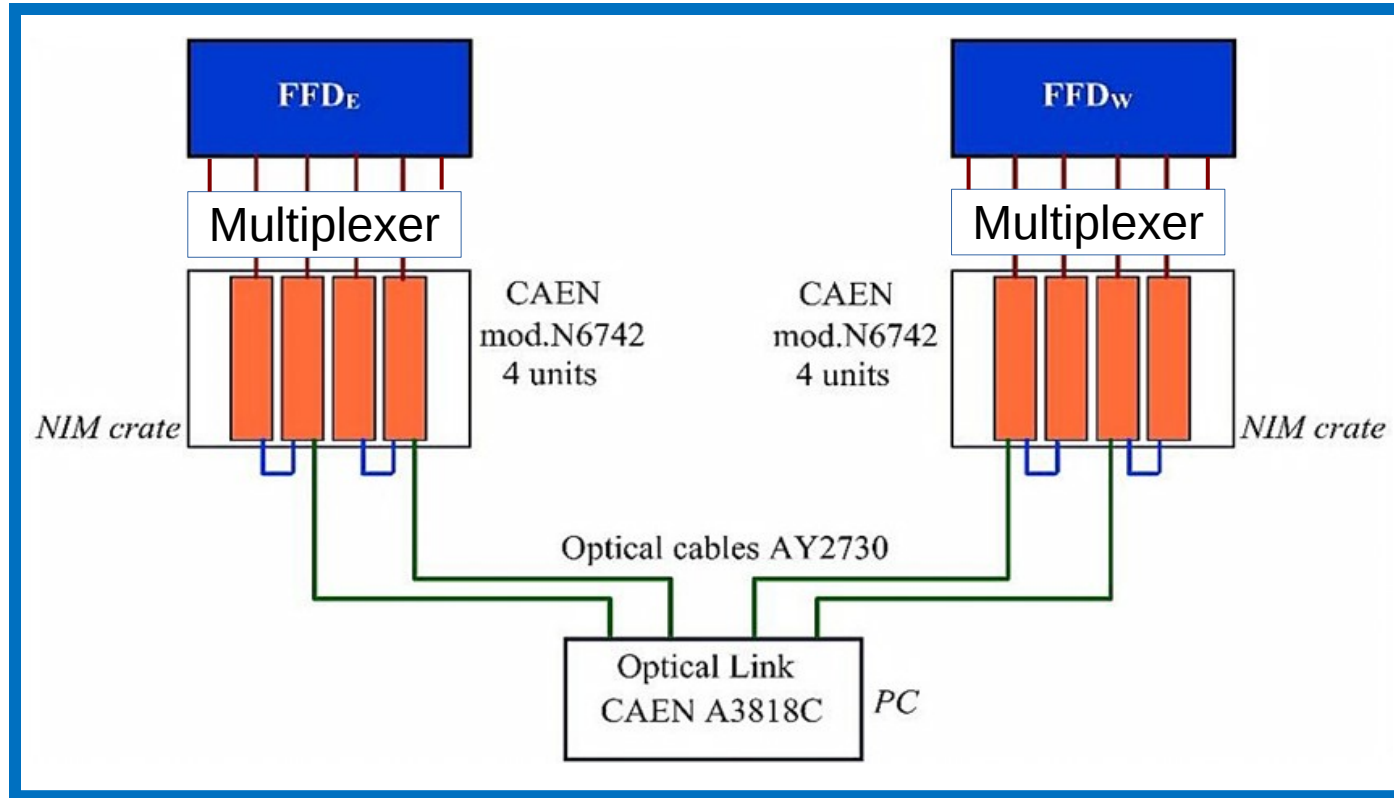 FFDE
FFDW
Multiplexer
Multiplexer
CAEN
mod.N6742
4 units
CAEN
mod.N6742
4 units
NIM crate
NIM crate
Optical cables AY2730
Optical Link
CAEN A3818C
PC